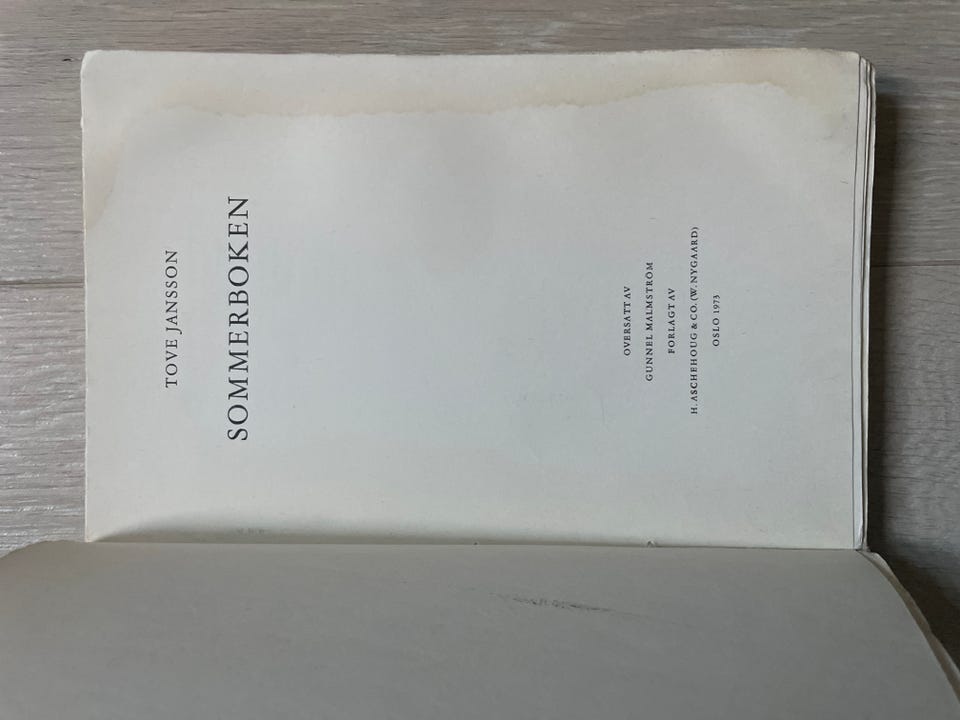 TOVE JANSSON
SOMMERBOKEN
OVERSATT AV
GUNNEL MALMSTRÖM
FORLAGT AV
H. ASCHEHOUG & CO. (W. NYGAARD)
OSLO 1973